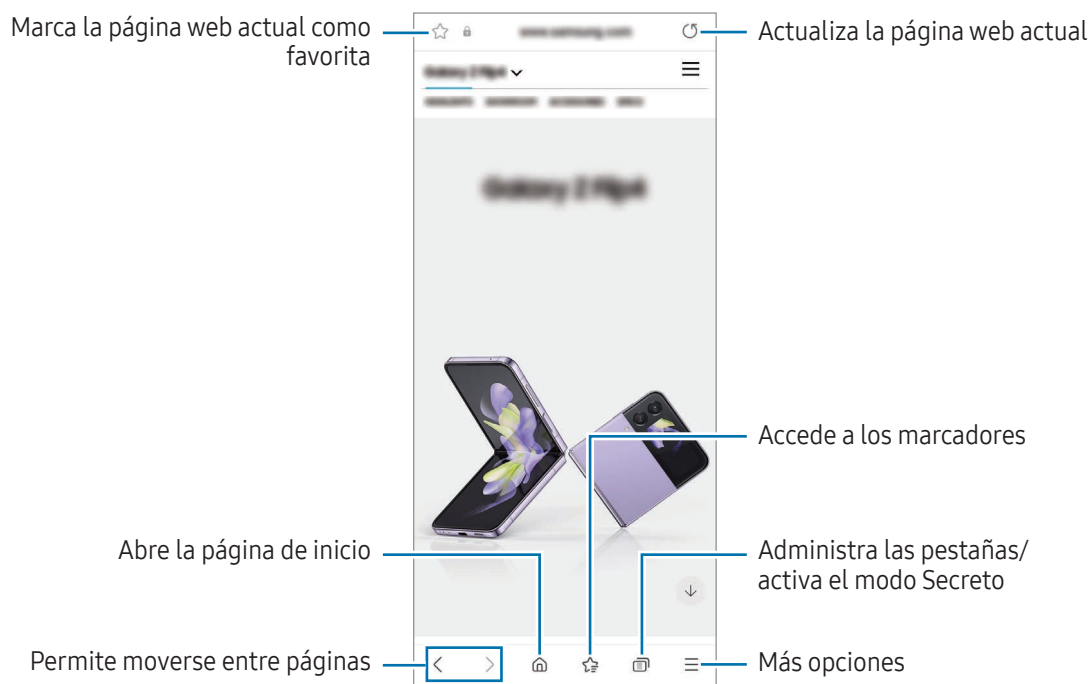 Marca la página web actual como
favorita
Actualiza la página web actual
Accede a los marcadores
Abre la página de inicio
Administra las pestañas/
activa el modo Secreto
Permite moverse entre páginas
Más opciones